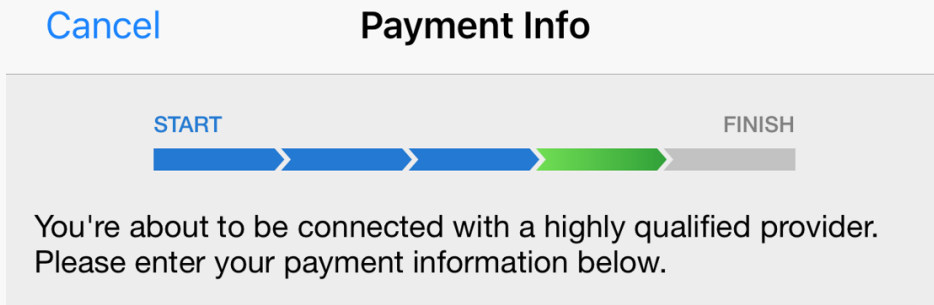 Cancel Payment Info
START FINISH
You're about to be connected with a highly qualified provider.
Please enter your payment information below.